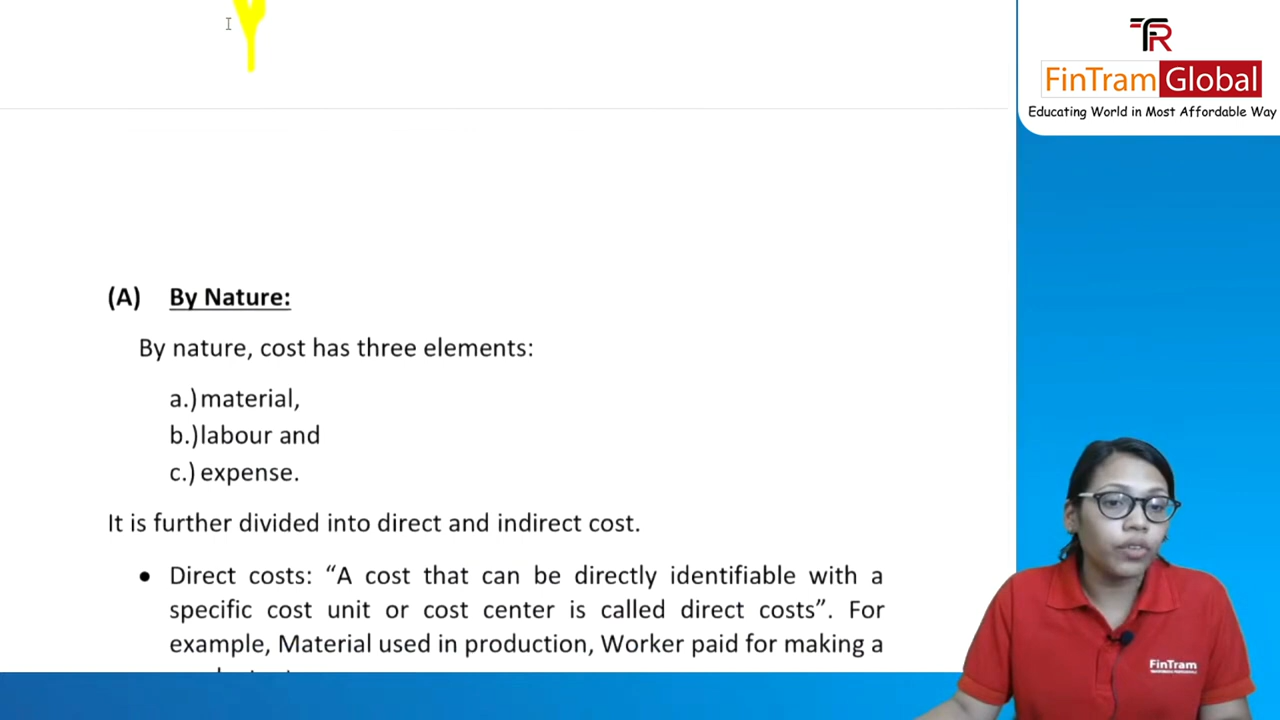 TR
FinTram Global
Educating World in Most Affordable Way
(A) By Nature:
By nature, cost has three elements:
a.) material,
b.) labour and
c.) expense.
It is further divided into direct and indirect cost.
• Direct costs: “A cost that can be directly identifiable with a
specific cost unit or cost center is called direct costs”. For
example, Material used in production, Worker paid for making a
FinTram